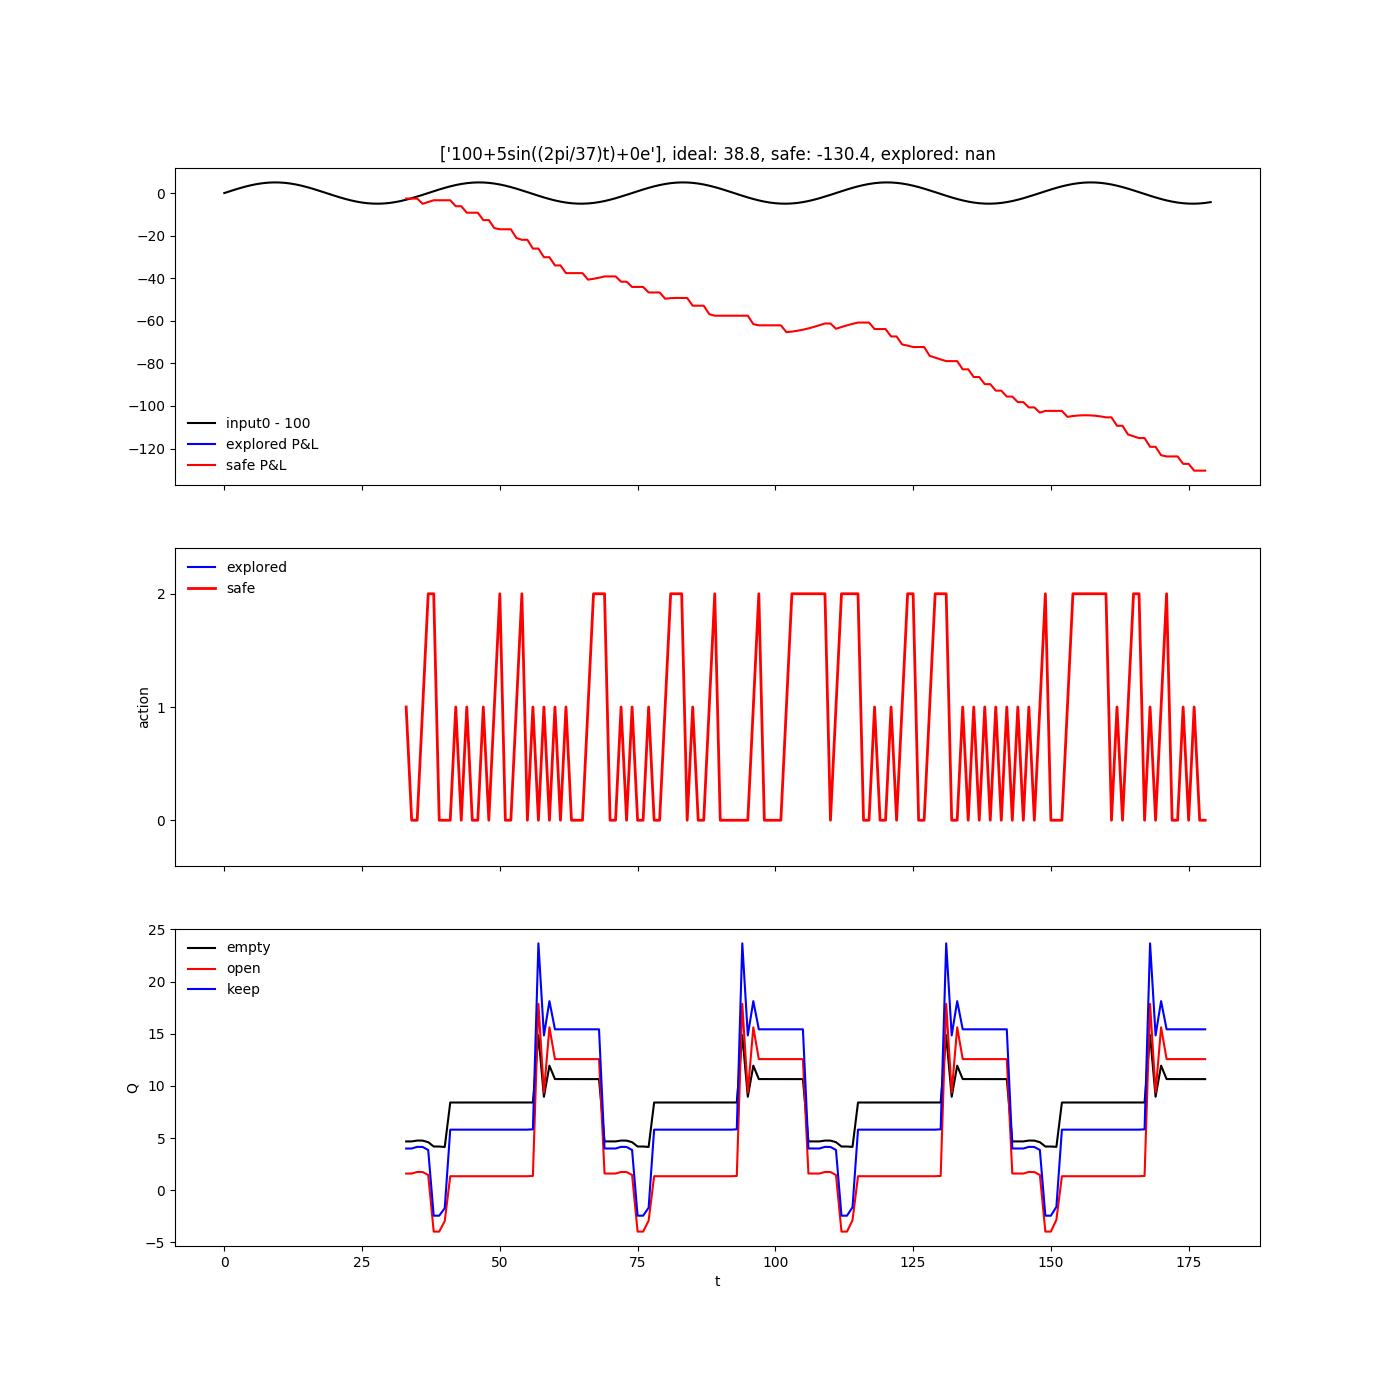 ['100+5sin((2pi/37)t)+0e'], ideal: 38.8, safe: -130.4, explored: nan
0
−20
−40
−60
−80
−100
−120
input0 - 100
explored P&L
safe P&L
2
1
0
action
explored
safe
25
20
15
10
5
0
−5
Q
empty
open
keep
0
25
50
75
100
125
150
175
t